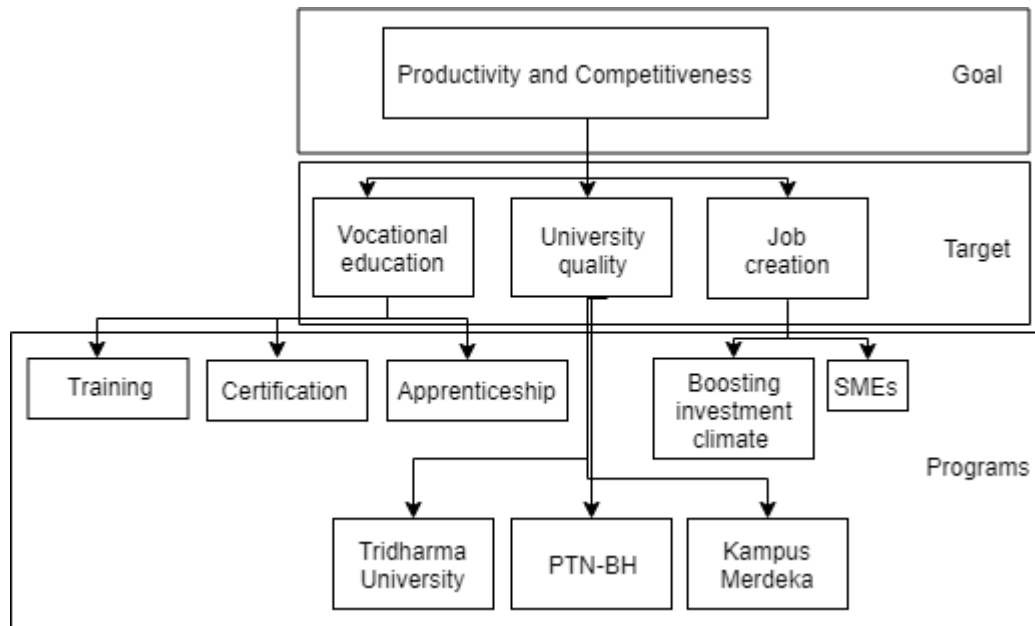 Productivity and Competitiveness
Goal
Vocational
education
University
quality
Job
creation
Target
Training
Certification
Apprenticeship
Boosting
investment
climate
SMEs
Programs
Tridharma
University
PTN-BH
Kampus
Merdeka